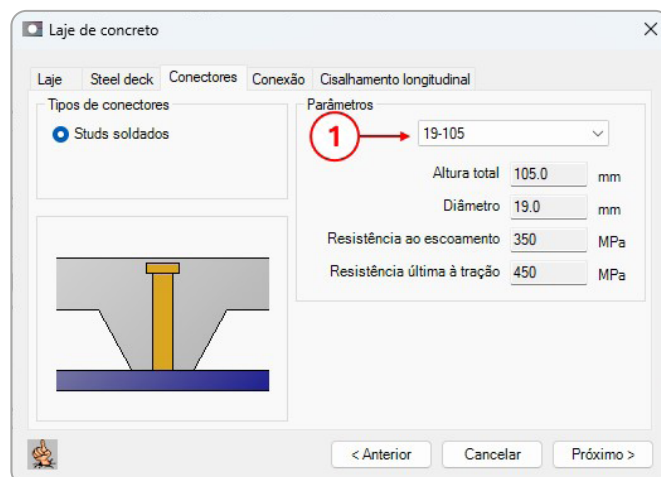 Laje de concreto
Laje Steel deck Conectores Conexão Cisalhamento longitudinal
Tipos de conectores
Studs soldados
Parâmetros
1
19-105
Altura total 105.0 mm
Diâmetro 19.0 mm
Resistência ao escoamento 350 MPa
Resistência última à tração 450 MPa
< Anterior Cancelar Próximo >